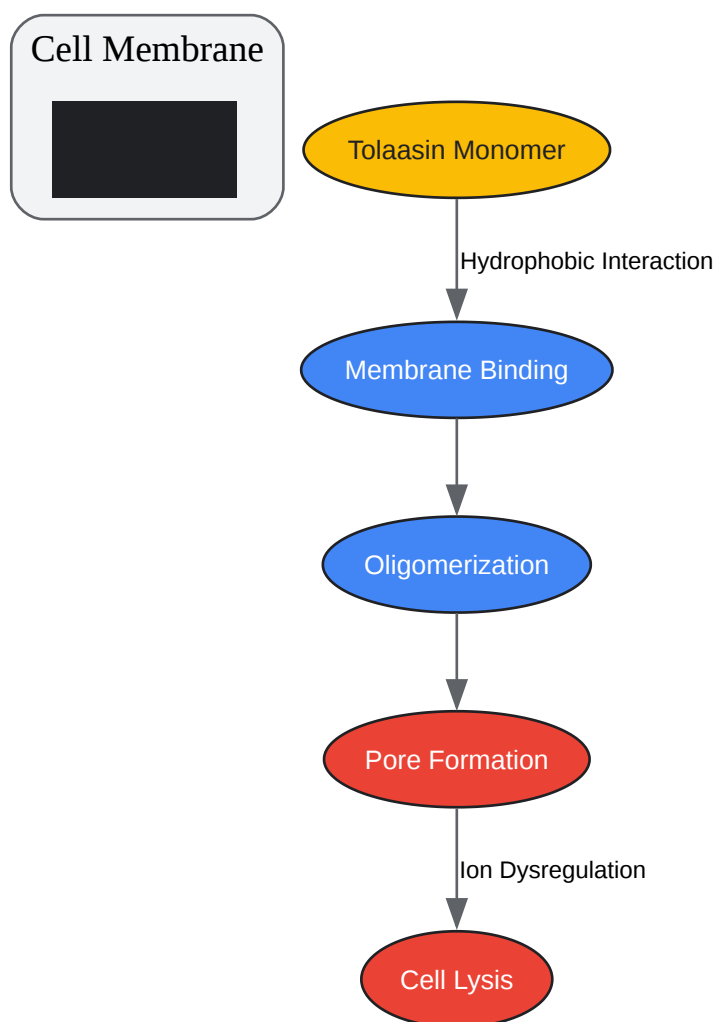 Cell Membrane
Tolaasin Monomer
Hydrophobic Interaction
Membrane Binding
Oligomerization
Pore Formation
Ion Dysregulation
Cell Lysis